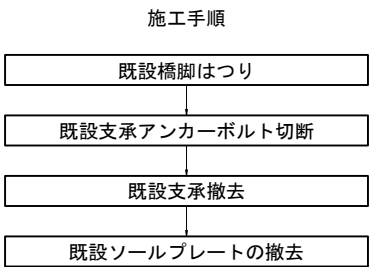 施工手順
既設橋脚はつり
既設支承アンカーボルト切断
既設支承撤去
既設ソールプレートの撤去